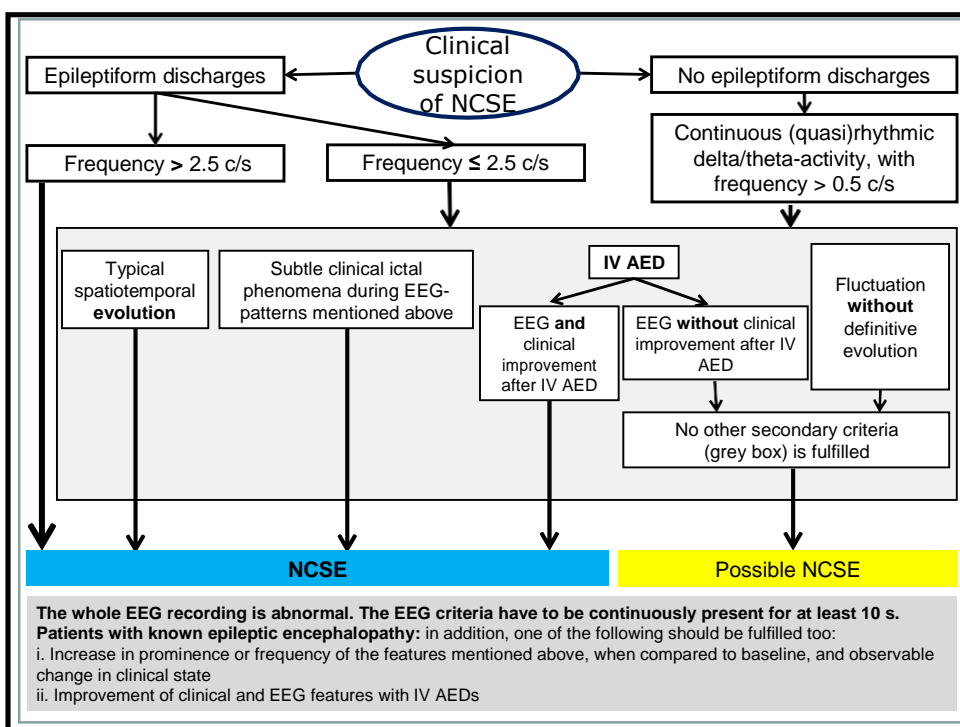 Clinical
suspicion
of NCSE
Epileptiform discharges
No epileptiform discharges
Frequency > 2.5 c/s
Frequency ≤ 2.5 c/s
Continuous (quasi)rhythmic
delta/theta-activity, with
frequency > 0.5 c/s
Typical
spatiotemporal
evolution
Subtle clinical ictal
phenomena during EEG-
patterns mentioned above
IV AED
EEG and
clinical
improvement
after IV AED
EEG without clinical
improvement after IV
AED
Fluctuation
without
definitive
evolution
No other secondary criteria
(grey box) is fulfilled
NCSE
Possible NCSE
The whole EEG recording is abnormal. The EEG criteria have to be continuously present for at least 10 s.
Patients with known epileptic encephalopathy: in addition, one of the following should be fulfilled too:
i. Increase in prominence or frequency of the features mentioned above, when compared to baseline, and observable
change in clinical state
ii. Improvement of clinical and EEG features with IV AEDs